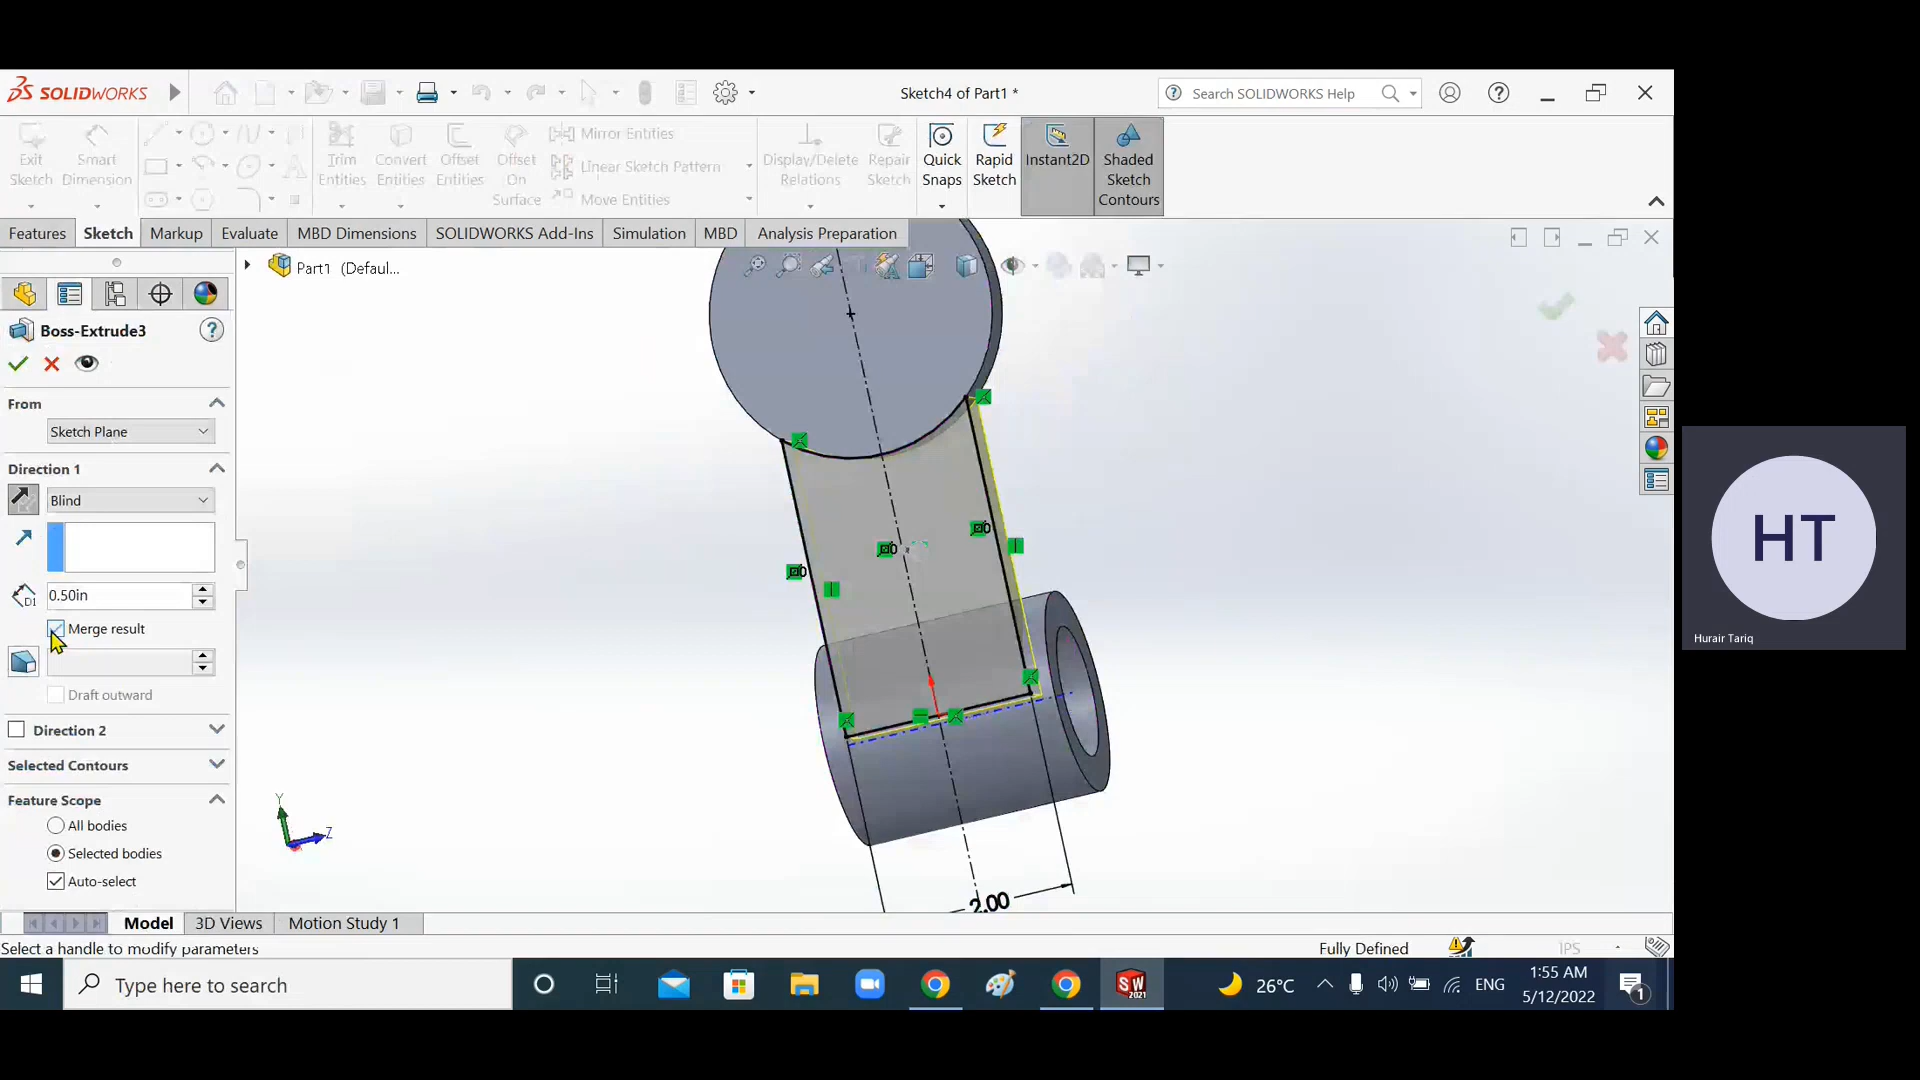 SOLIDWORKS
Sketch4 of Part1 *
Search SOLIDWORKS Help
Exit Sketch
Smart Dimension
Trim Entities
Convert Entities
Offset Entities
Offset On Surface
Mirror Entities
Linear Sketch Pattern
Move Entities
Display/Delete Relations
Repair Sketch
Quick Snaps
Rapid Sketch
Instant2D
Shaded Sketch Contours
Features
Sketch
Markup
Evaluate
MBD Dimensions
SOLIDWORKS Add-Ins
Simulation
MBD
Analysis Preparation
Part1 (Defaul...
Boss-Extrude3
From
Sketch Plane
Direction 1
Blind
D1
0.50in
Merge result
Draft outward
Direction 2
Selected Contours
Feature Scope
All bodies
Selected bodies
Auto-select
Y
Z
2.00
HT
Hurair Tariq
Model
3D Views
Motion Study 1
Select a handle to modify parameters
Fully Defined
IPS
Type here to search
SW
2021
26°C
ENG
1:55 AM
5/12/2022
1